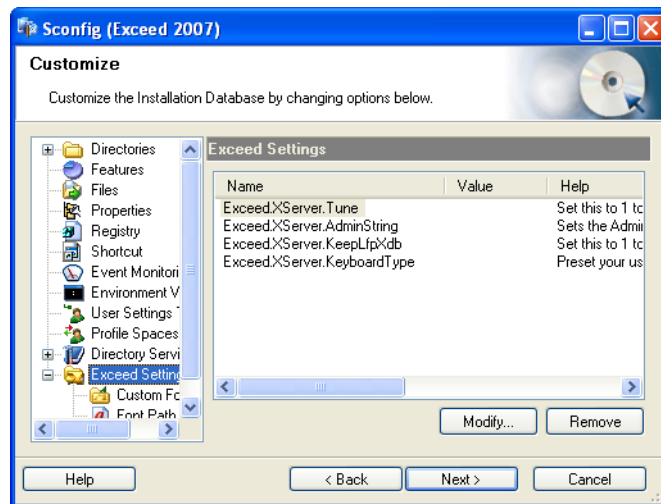 Sconfig (Exceed 2007)
Customize
Customize the Installation Database by changing options below.
Directories
Features
Files
Properties
Registry
Shortcut
Event Monitori
Environment V
User Settings T
Profile Spaces
Directory Servi
Exceed Setting
Custom Fo
Font Path
Exceed Settings
Name Value Help
Exceed.XServer.Tune Set this to 1 to
Exceed.XServer.AdminString Sets the Admin
Exceed.XServer.KeepLfpXdb Set this to 1 to
Exceed.XServer.KeyboardType Preset your us
Modify... Remove
Help < Back Next > Cancel